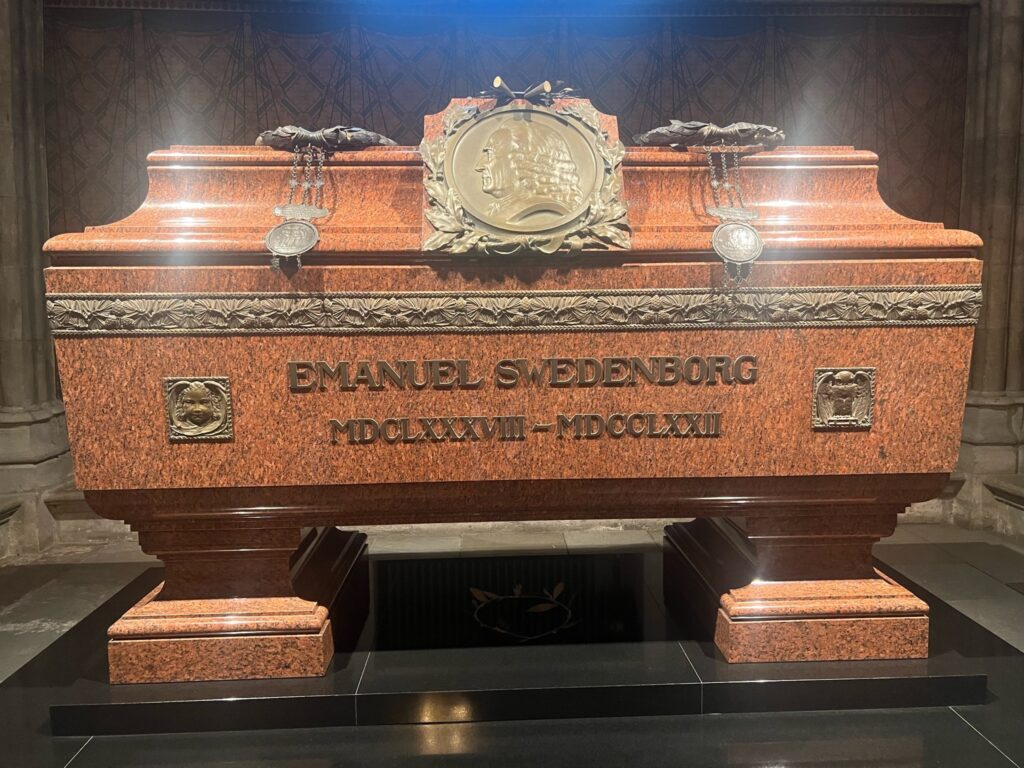 EMANUEL SWEDENBORG
MDCLXXXVIII – MDCCLXXII